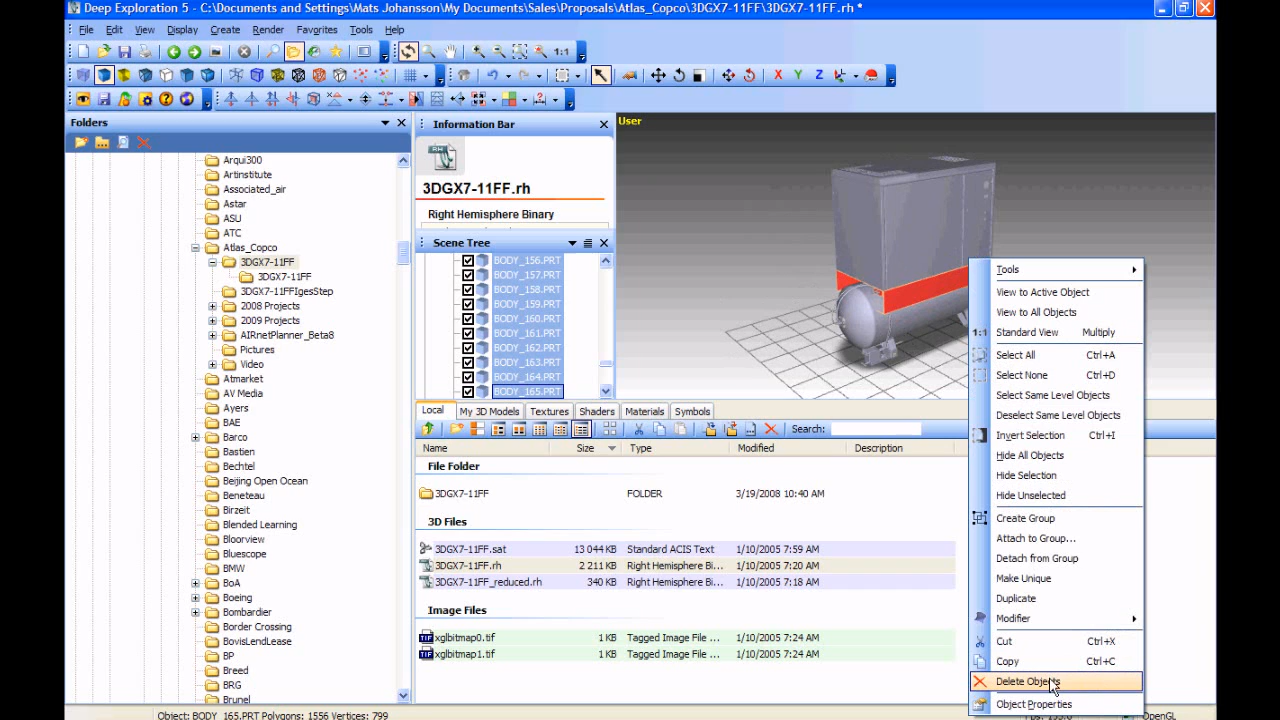 Deep Exploration 5 - C:\Documents and Settings\Mats Johansson\My Documents\Sales\Proposals\Atlas_Copco\3DGX7-11FF\3DGX7-11FF.rh *
File Edit View Display Create Render Favorites Tools Help
1:1
X Y Z
Folders
Arqui300
Artinstitute
Associated_air
Astar
ASU
ATC
Atlas_Copco
3DGX7-11FF
3DGX7-11FF
3DGX7-11FFIgesStep
2008 Projects
2009 Projects
AIRnetPlanner_Beta8
Pictures
Video
Atmarket
AV Media
Ayers
BAE
Barco
Bastien
Bechtel
Beijing Open Ocean
Beneteau
Birzeit
Blended Learning
Bloorview
Bluescope
BMW
BoA
Boeing
Bombardier
Border Crossing
BovisLendLease
BP
Breed
BRG
Brunel
Information Bar
RH
3DGX7-11FF.rh
Right Hemisphere Binary
Scene Tree
BODY_156.PRT
BODY_157.PRT
BODY_158.PRT
BODY_159.PRT
BODY_160.PRT
BODY_161.PRT
BODY_162.PRT
BODY_163.PRT
BODY_164.PRT
BODY_165.PRT
User
Local My 3D Models Textures Shaders Materials Symbols
Search:
Name Size Type Modified Description
File Folder
3DGX7-11FF FOLDER 3/19/2008 10:40 AM
3D Files
3DGX7-11FF.sat 13 044 KB Standard ACIS Text 1/10/2005 7:59 AM
3DGX7-11FF.rh 2 211 KB Right Hemisphere Bi... 1/10/2005 7:20 AM
3DGX7-11FF_reduced.rh 340 KB Right Hemisphere Bi... 1/10/2005 7:18 AM
Image Files
TIF xglbitmap0.tif 1 KB Tagged Image File ... 1/10/2005 7:24 AM
TIF xglbitmap1.tif 1 KB Tagged Image File ... 1/10/2005 7:24 AM
Tools
View to Active Object
View to All Objects
1:1 Standard View Multiply
Select All Ctrl+A
Select None Ctrl+D
Select Same Level Objects
Deselect Same Level Objects
Invert Selection Ctrl+I
Hide All Objects
Hide Selection
Hide Unselected
Create Group
Attach to Group...
Detach from Group
Make Unique
Duplicate
Modifier
Cut Ctrl+X
Copy Ctrl+C
Delete Objects
Object Properties
Object: BODY_165.PRT Polygons: 1556 Vertices: 799
OpenGL